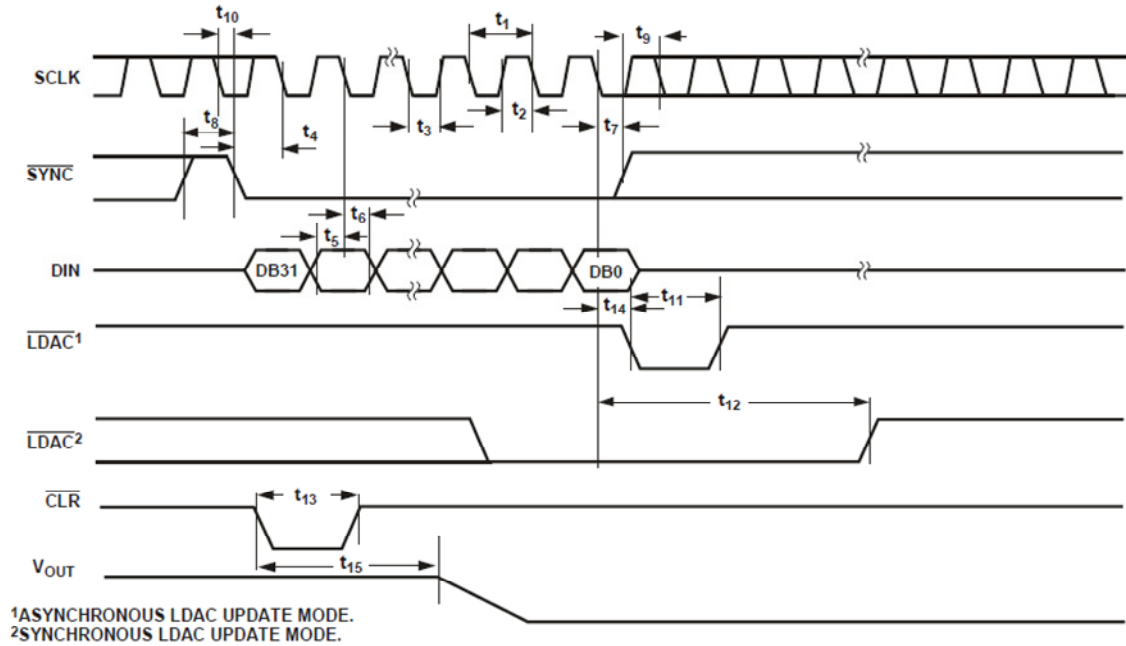 t10
t1
t9
SCLK
t8
t4
t3
t2
t7
SYNC
t6
t5
DIN
DB31
DB0
t14
t11
LDAC1
t12
LDAC2
CLR
t13
t15
VOUT
1ASYNCHRONOUS LDAC UPDATE MODE.
2SYNCHRONOUS LDAC UPDATE MODE.